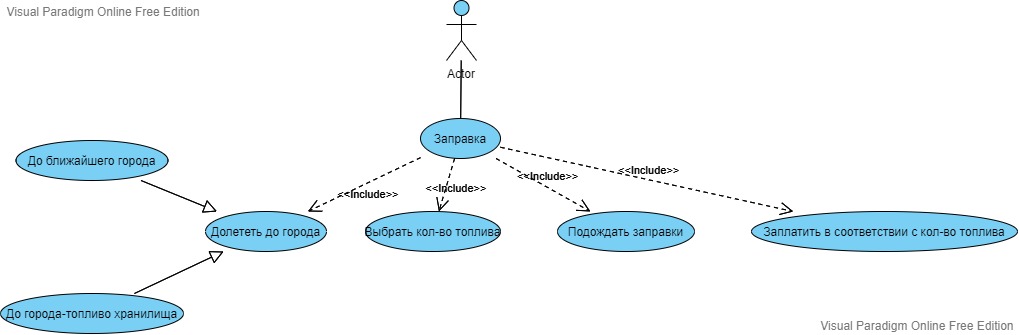 Visual Paradigm Online Free Edition
Actor
Заправка
До ближайшего города
<<Include>>
<<Include>>
<<Include>>
<<Include>>
Долететь до города
Выбрать кол-во топлива
Подождать заправки
Заплатить в соответствии с кол-во топлива
До города-топливо хранилища
Visual Paradigm Online Free Edition